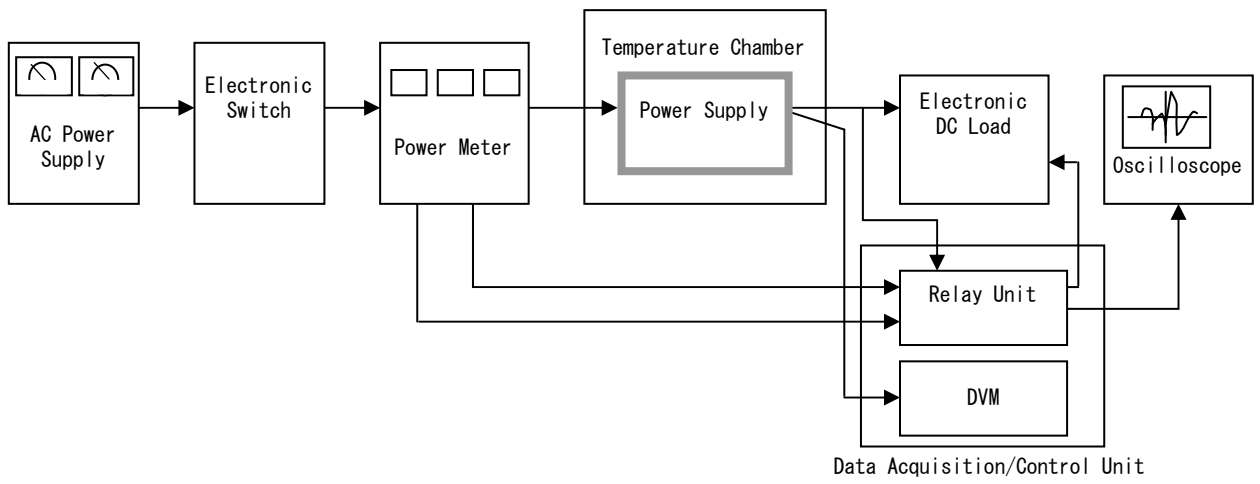 AC Power
Supply
Electronic
Switch
Power Meter
Temperature Chamber
Power Supply
Electronic
DC Load
Oscilloscope
Relay Unit
DVM
Data Acquisition/Control Unit